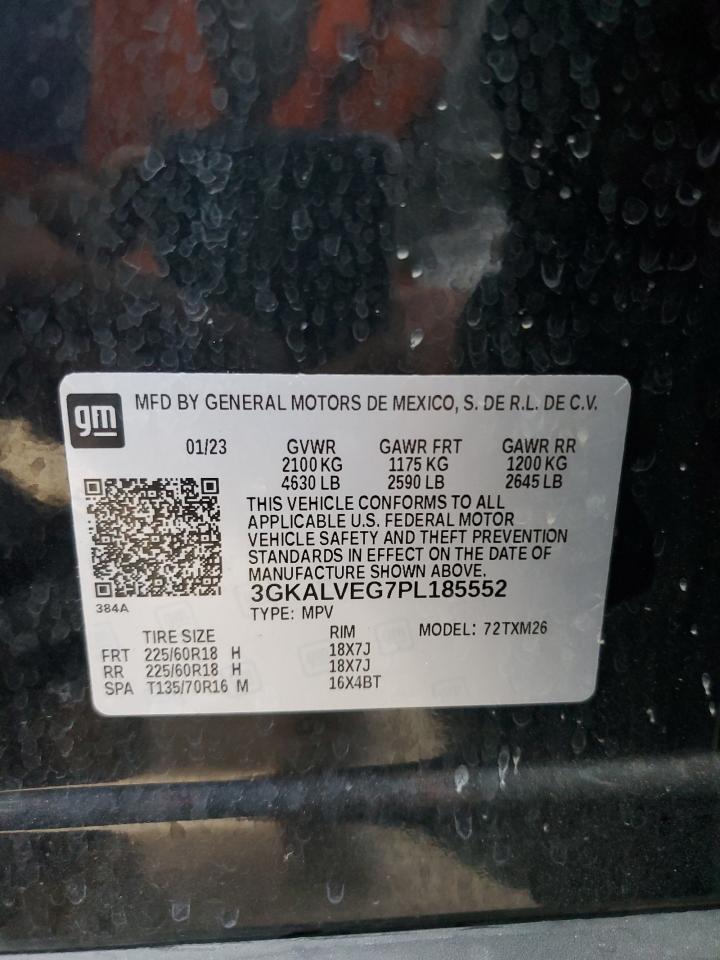 gm MFD BY GENERAL MOTORS DE MEXICO, S. DE R.L. DE C.V.
01/23 GVWR GAWR FRT GAWR RR
2100 KG 1175 KG 1200 KG
4630 LB 2590 LB 2645 LB
THIS VEHICLE CONFORMS TO ALL
APPLICABLE U.S. FEDERAL MOTOR
VEHICLE SAFETY AND THEFT PREVENTION
STANDARDS IN EFFECT ON THE DATE OF
MANUFACTURE SHOWN ABOVE.
3GKALVEG7PL185552
384A TYPE: MPV
TIRE SIZE RIM MODEL: 72TXM26
FRT 225/60R18 H 18X7J
RR 225/60R18 H 18X7J
SPA T135/70R16 M 16X4BT